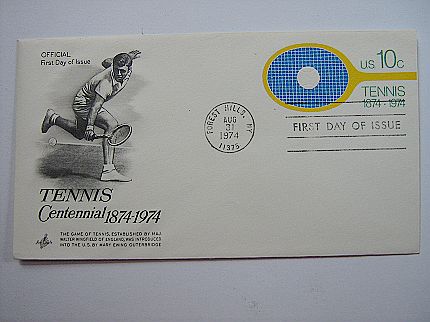 OFFICIAL
First Day of Issue
US 10c
TENNIS
1874-1974
FOREST HILLS, NY
AUG
31
1974
11375
FIRST DAY OF ISSUE
TENNIS
Centennial 1874-1974
THE GAME OF TENNIS, ESTABLISHED BY MAJ.
WALTER WINGFIELD OF ENGLAND, WAS INTRODUCED
INTO THE U.S. BY MARY EWING OUTERBRIDGE
ArtCraft